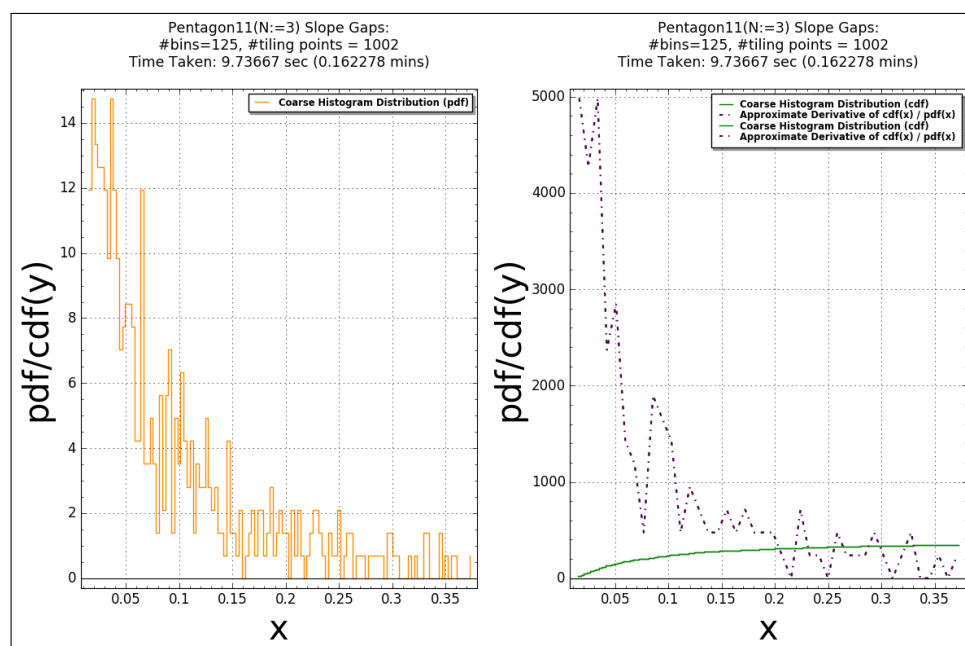 Pentagon11(N:=3) Slope Gaps:
#bins=125, #tiling points = 1002
Time Taken: 9.73667 sec (0.162278 mins)
Coarse Histogram Distribution (pdf)
14
12
10
8
6
4
2
0
pdf/cdf(y)
0.05
0.1
0.15
0.2
0.25
0.3
0.35
x
Pentagon11(N:=3) Slope Gaps:
#bins=125, #tiling points = 1002
Time Taken: 9.73667 sec (0.162278 mins)
Coarse Histogram Distribution (cdf)
Approximate Derivative of cdf(x) / pdf(x)
Coarse Histogram Distribution (cdf)
Approximate Derivative of cdf(x) / pdf(x)
5000
4000
3000
2000
1000
0
pdf/cdf(y)
0.05
0.1
0.15
0.2
0.25
0.3
0.35
x